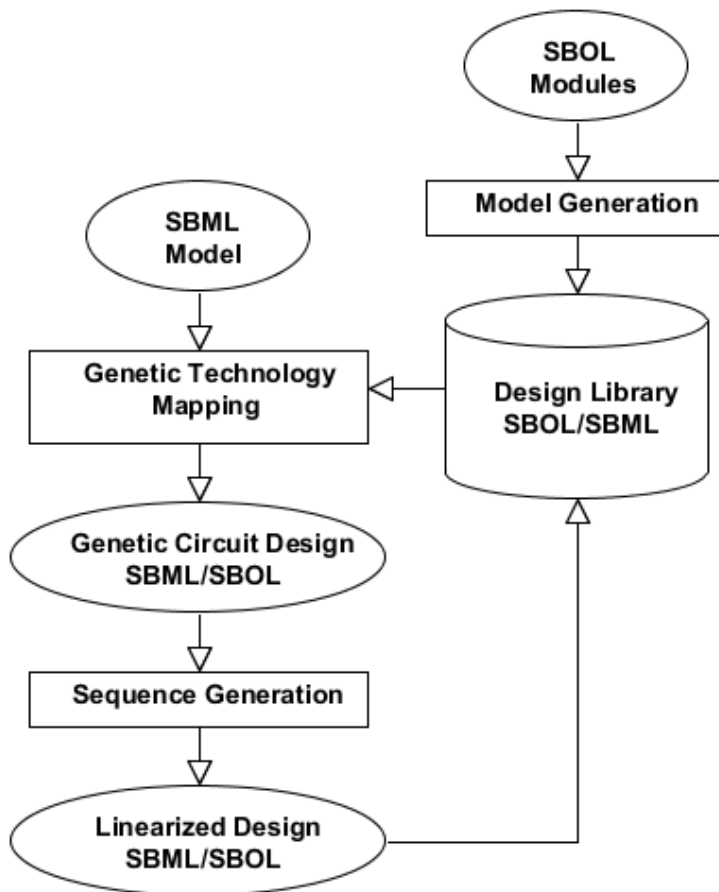 SBOL
Modules
Model Generation
SBML
Model
Genetic Technology
Mapping
Design Library
SBOL/SBML
Genetic Circuit Design
SBML/SBOL
Sequence Generation
Linearized Design
SBML/SBOL